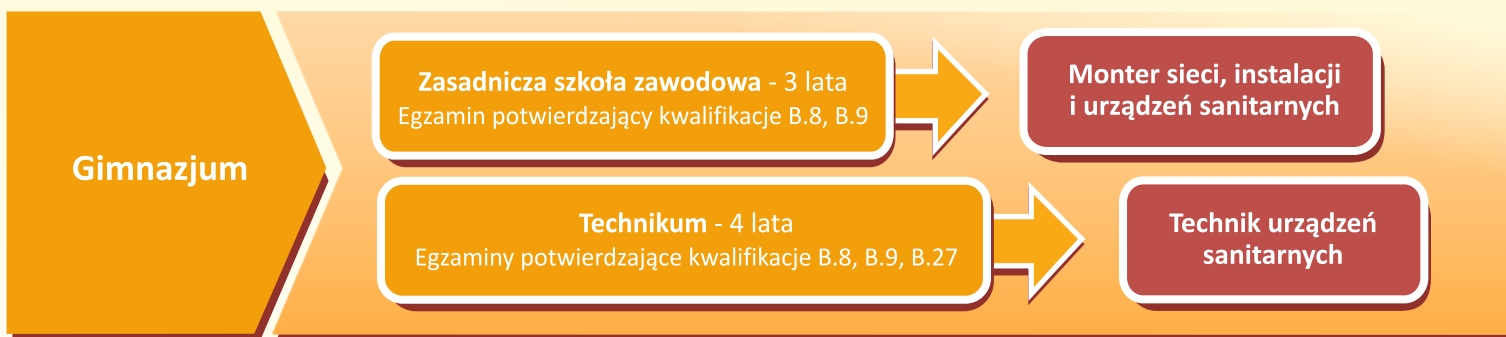 Gimnazjum
Zasadnicza szkoła zawodowa - 3 lata
Egzamin potwierdzający kwalifikacje B.8, B.9
Monter sieci, instalacji
i urządzeń sanitarnych
Technikum - 4 lata
Egzaminy potwierdzające kwalifikacje B.8, B.9, B.27
Technik urządzeń
sanitarnych